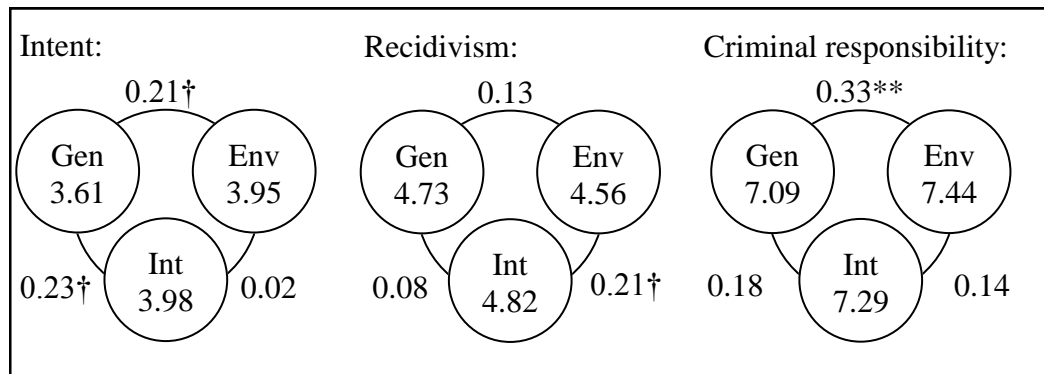 Intent:
0.21†
Gen
3.61
Env
3.95
Int
3.98
0.23†
0.02
Recidivism:
0.13
Gen
4.73
Env
4.56
Int
4.82
0.08
0.21†
Criminal responsibility:
0.33**
Gen
7.09
Env
7.44
Int
7.29
0.18
0.14